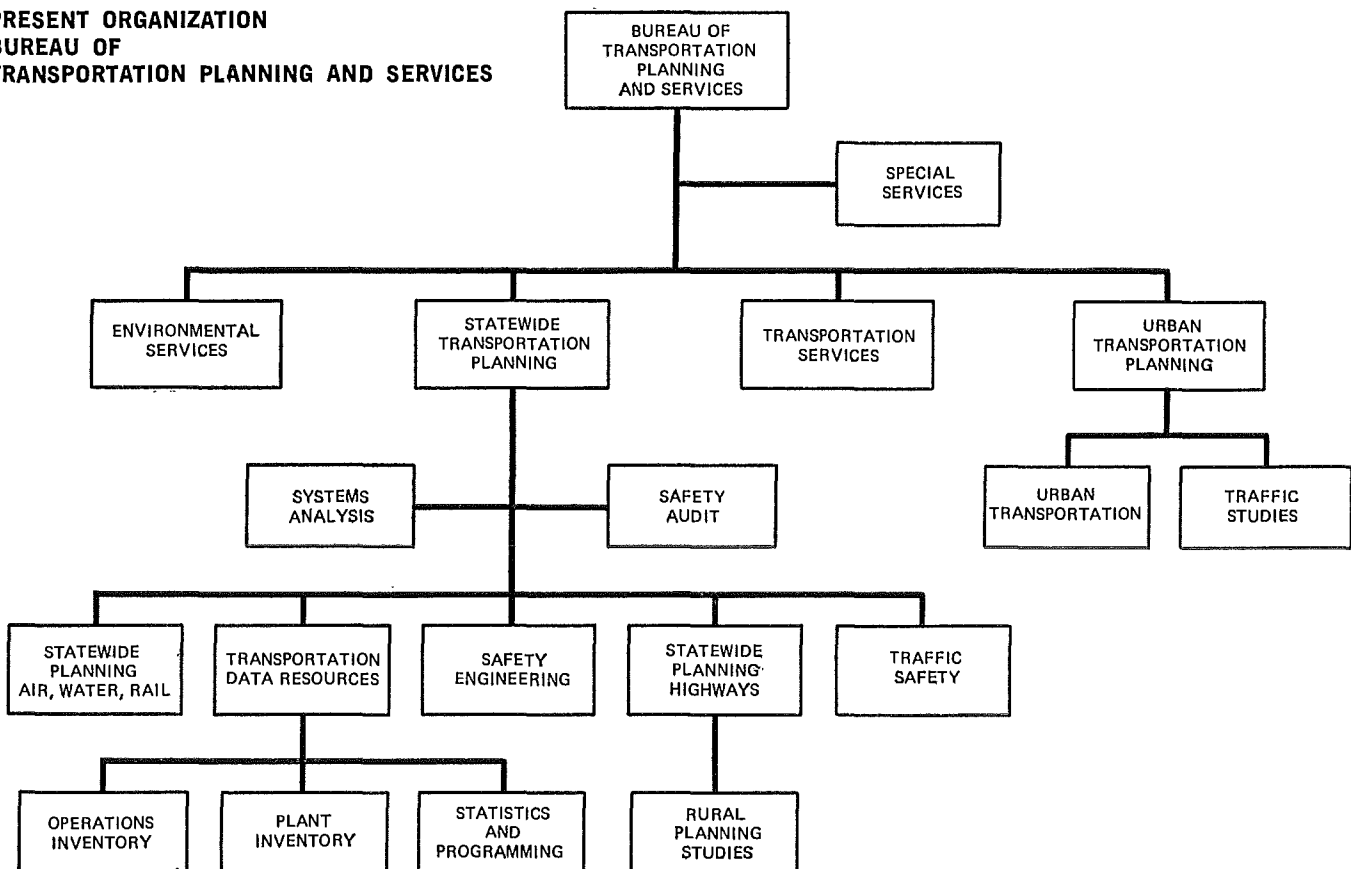 PRESENT ORGANIZATION
BUREAU OF
TRANSPORTATION PLANNING AND SERVICES
BUREAU OF
TRANSPORTATION
PLANNING
AND SERVICES
SPECIAL
SERVICES
ENVIRONMENTAL
SERVICES
STATEWIDE
TRANSPORTATION
PLANNING
TRANSPORTATION
SERVICES
URBAN
TRANSPORTATION
PLANNING
SYSTEMS
ANALYSIS
SAFETY
AUDIT
URBAN
TRANSPORTATION
TRAFFIC
STUDIES
STATEWIDE
PLANNING
AIR, WATER, RAIL
TRANSPORTATION
DATA RESOURCES
SAFETY
ENGINEERING
STATEWIDE
PLANNING
HIGHWAYS
TRAFFIC
SAFETY
OPERATIONS
INVENTORY
PLANT
INVENTORY
STATISTICS
AND
PROGRAMMING
RURAL
PLANNING
STUDIES